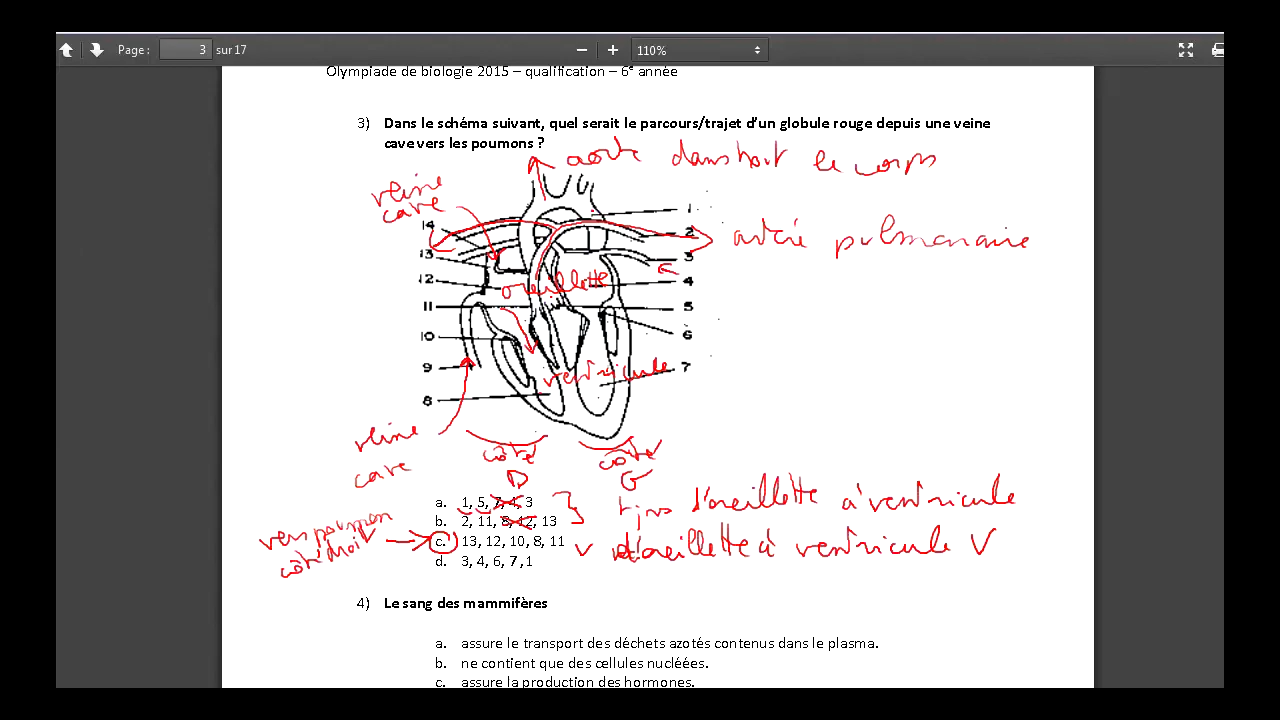 Page : 3 sur 17 110%
Olympiade de biologie 2015 – qualification – 6e année
3) Dans le schéma suivant, quel serait le parcours/trajet d'un globule rouge depuis une veine
cave vers les poumons ?
aorte dans tout le corps
veine
cave
14
13
12
11
10
9
8
1
2
3
4
5
6
7
artère pulmonaire
oreillette
ventricule
veine
cave
côté
D
côté
G
a. 1, 5, 7, 4, 3
b. 2, 11, 8, 12, 13
c. 13, 12, 10, 8, 11
d. 3, 4, 6, 7 ,1
tjrs d'oreillette à ventricule
v d'oreillette à ventricule V
vers poumon
côté droit
4) Le sang des mammifères
a. assure le transport des déchets azotés contenus dans le plasma.
b. ne contient que des cellules nucléées.
c. assure la production des hormones.